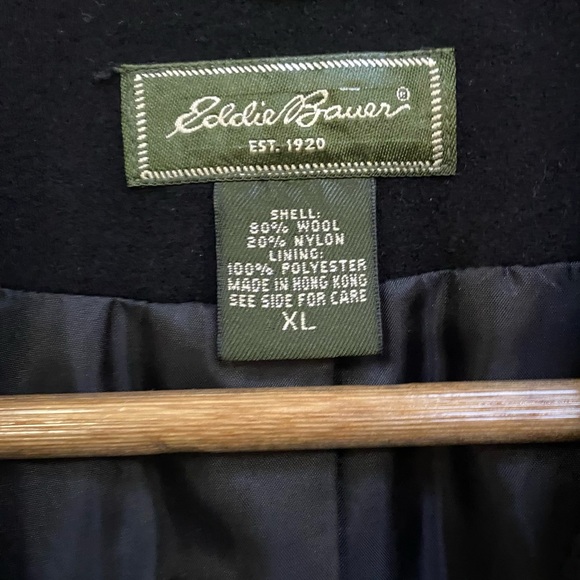 Eddie Bauer®
EST. 1920
SHELL:
80% WOOL
20% NYLON
LINING:
100% POLYESTER
MADE IN HONG KONG
SEE SIDE FOR CARE
XL